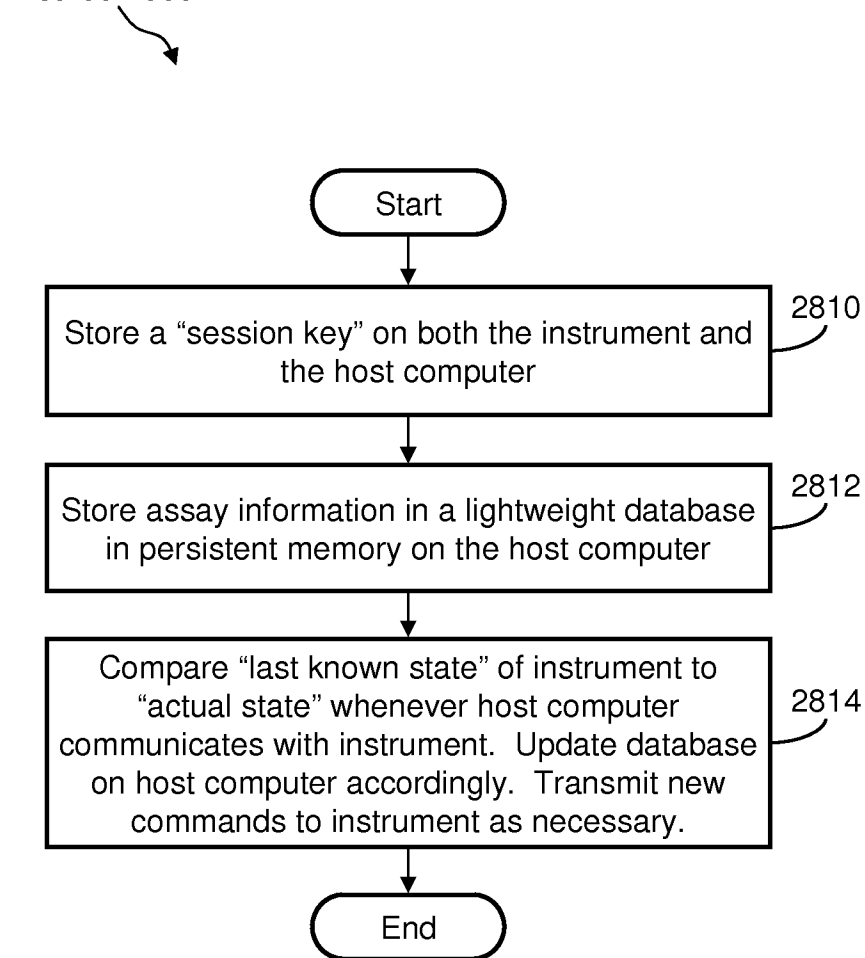 Start
2810
Store a “session key” on both the instrument and
the host computer
2812
Store assay information in a lightweight database
in persistent memory on the host computer
Compare “last known state” of instrument to
“actual state” whenever host computer
2814
communicates with instrument.  Update database
on host computer accordingly.  Transmit new
commands to instrument as necessary.
End